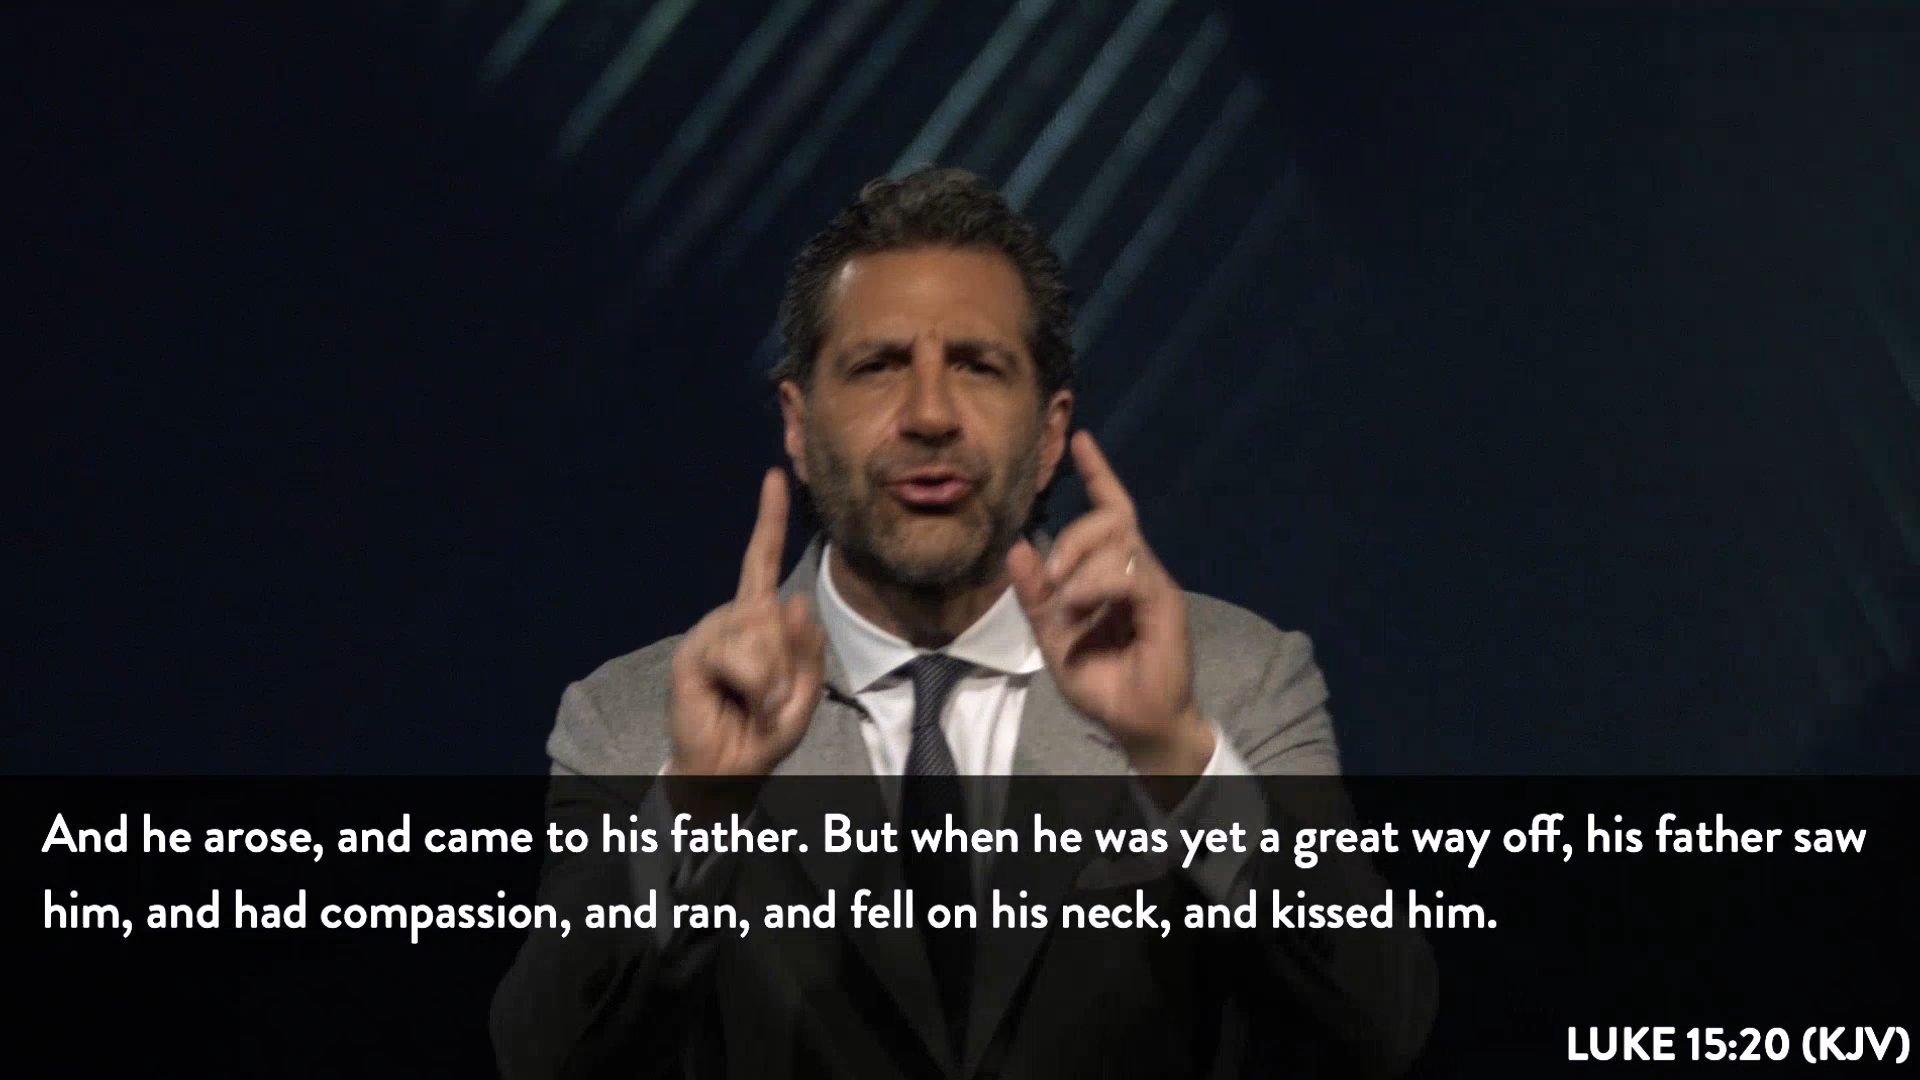 And he arose, and came to his father. But when he was yet a great way off, his father saw
him, and had compassion, and ran, and fell on his neck, and kissed him.
LUKE 15:20 (KJV)